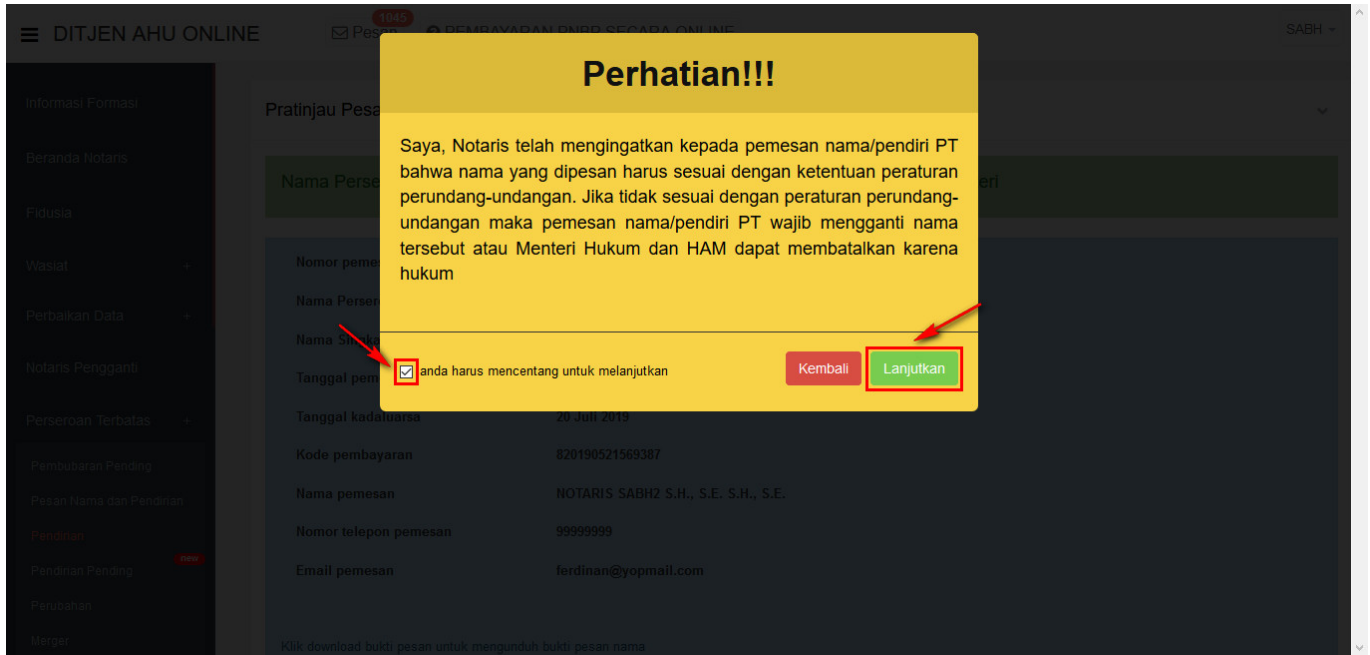 DITJEN AHU ONLINE
Pesan
1045
PEMBAYARAN PNBP SECARA ONLINE
SABH
Informasi Formasi
Beranda Notaris
Fidusia
Wasiat +
Perbaikan Data +
Notaris Pengganti
Perseroan Terbatas +
Pembubaran Pending
Pesan Nama dan Pendirian
Pendirian
new
Pendirian Pending
Perubahan
Merger
Pratinjau Pesa
Nama Perse
eri
Perhatian!!!
Saya, Notaris telah mengingatkan kepada pemesan nama/pendiri PT
bahwa nama yang dipesan harus sesuai dengan ketentuan peraturan
perundang-undangan. Jika tidak sesuai dengan peraturan perundang-
undangan maka pemesan nama/pendiri PT wajib mengganti nama
tersebut atau Menteri Hukum dan HAM dapat membatalkan karena
hukum
anda harus mencentang untuk melanjutkan
Kembali
Lanjutkan
Nomor peme
Nama Perser
Nama Singka
Tanggal pem
Tanggal kadaluarsa 20 Juli 2019
Kode pembayaran 820190521569387
Nama pemesan NOTARIS SABH2 S.H., S.E. S.H., S.E.
Nomor telepon pemesan 99999999
Email pemesan ferdinan@yopmail.com
Klik download bukti pesan untuk mengunduh bukti pesan nama